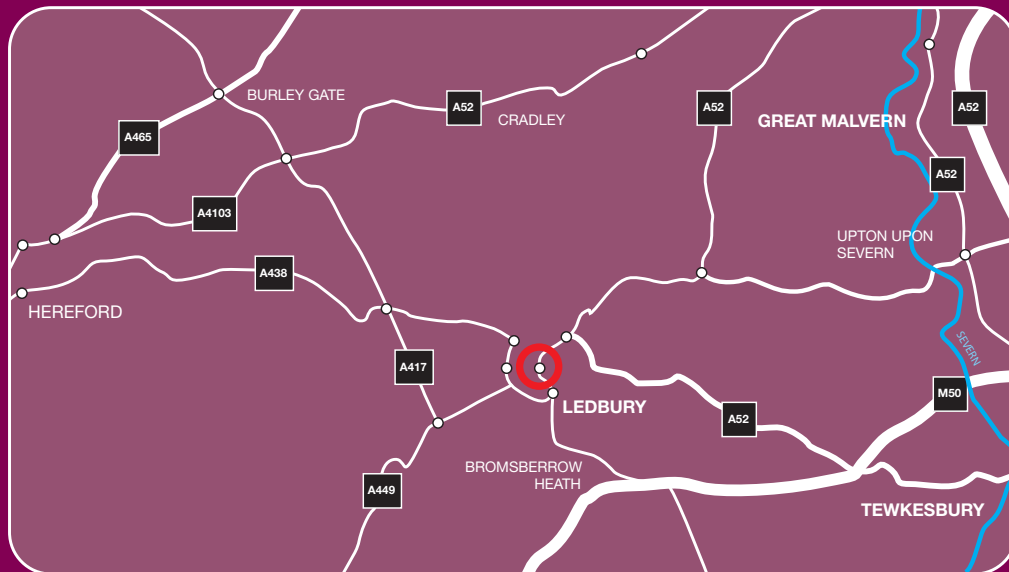 BURLEY GATE
A52
A52
A52
CRADLEY
GREAT MALVERN
A465
A52
A4103
UPTON UPON
SEVERN
A438
HEREFORD
SEVERN
A417
M50
LEDBURY
A52
BROMSBERROW
HEATH
A449
TEWKESBURY